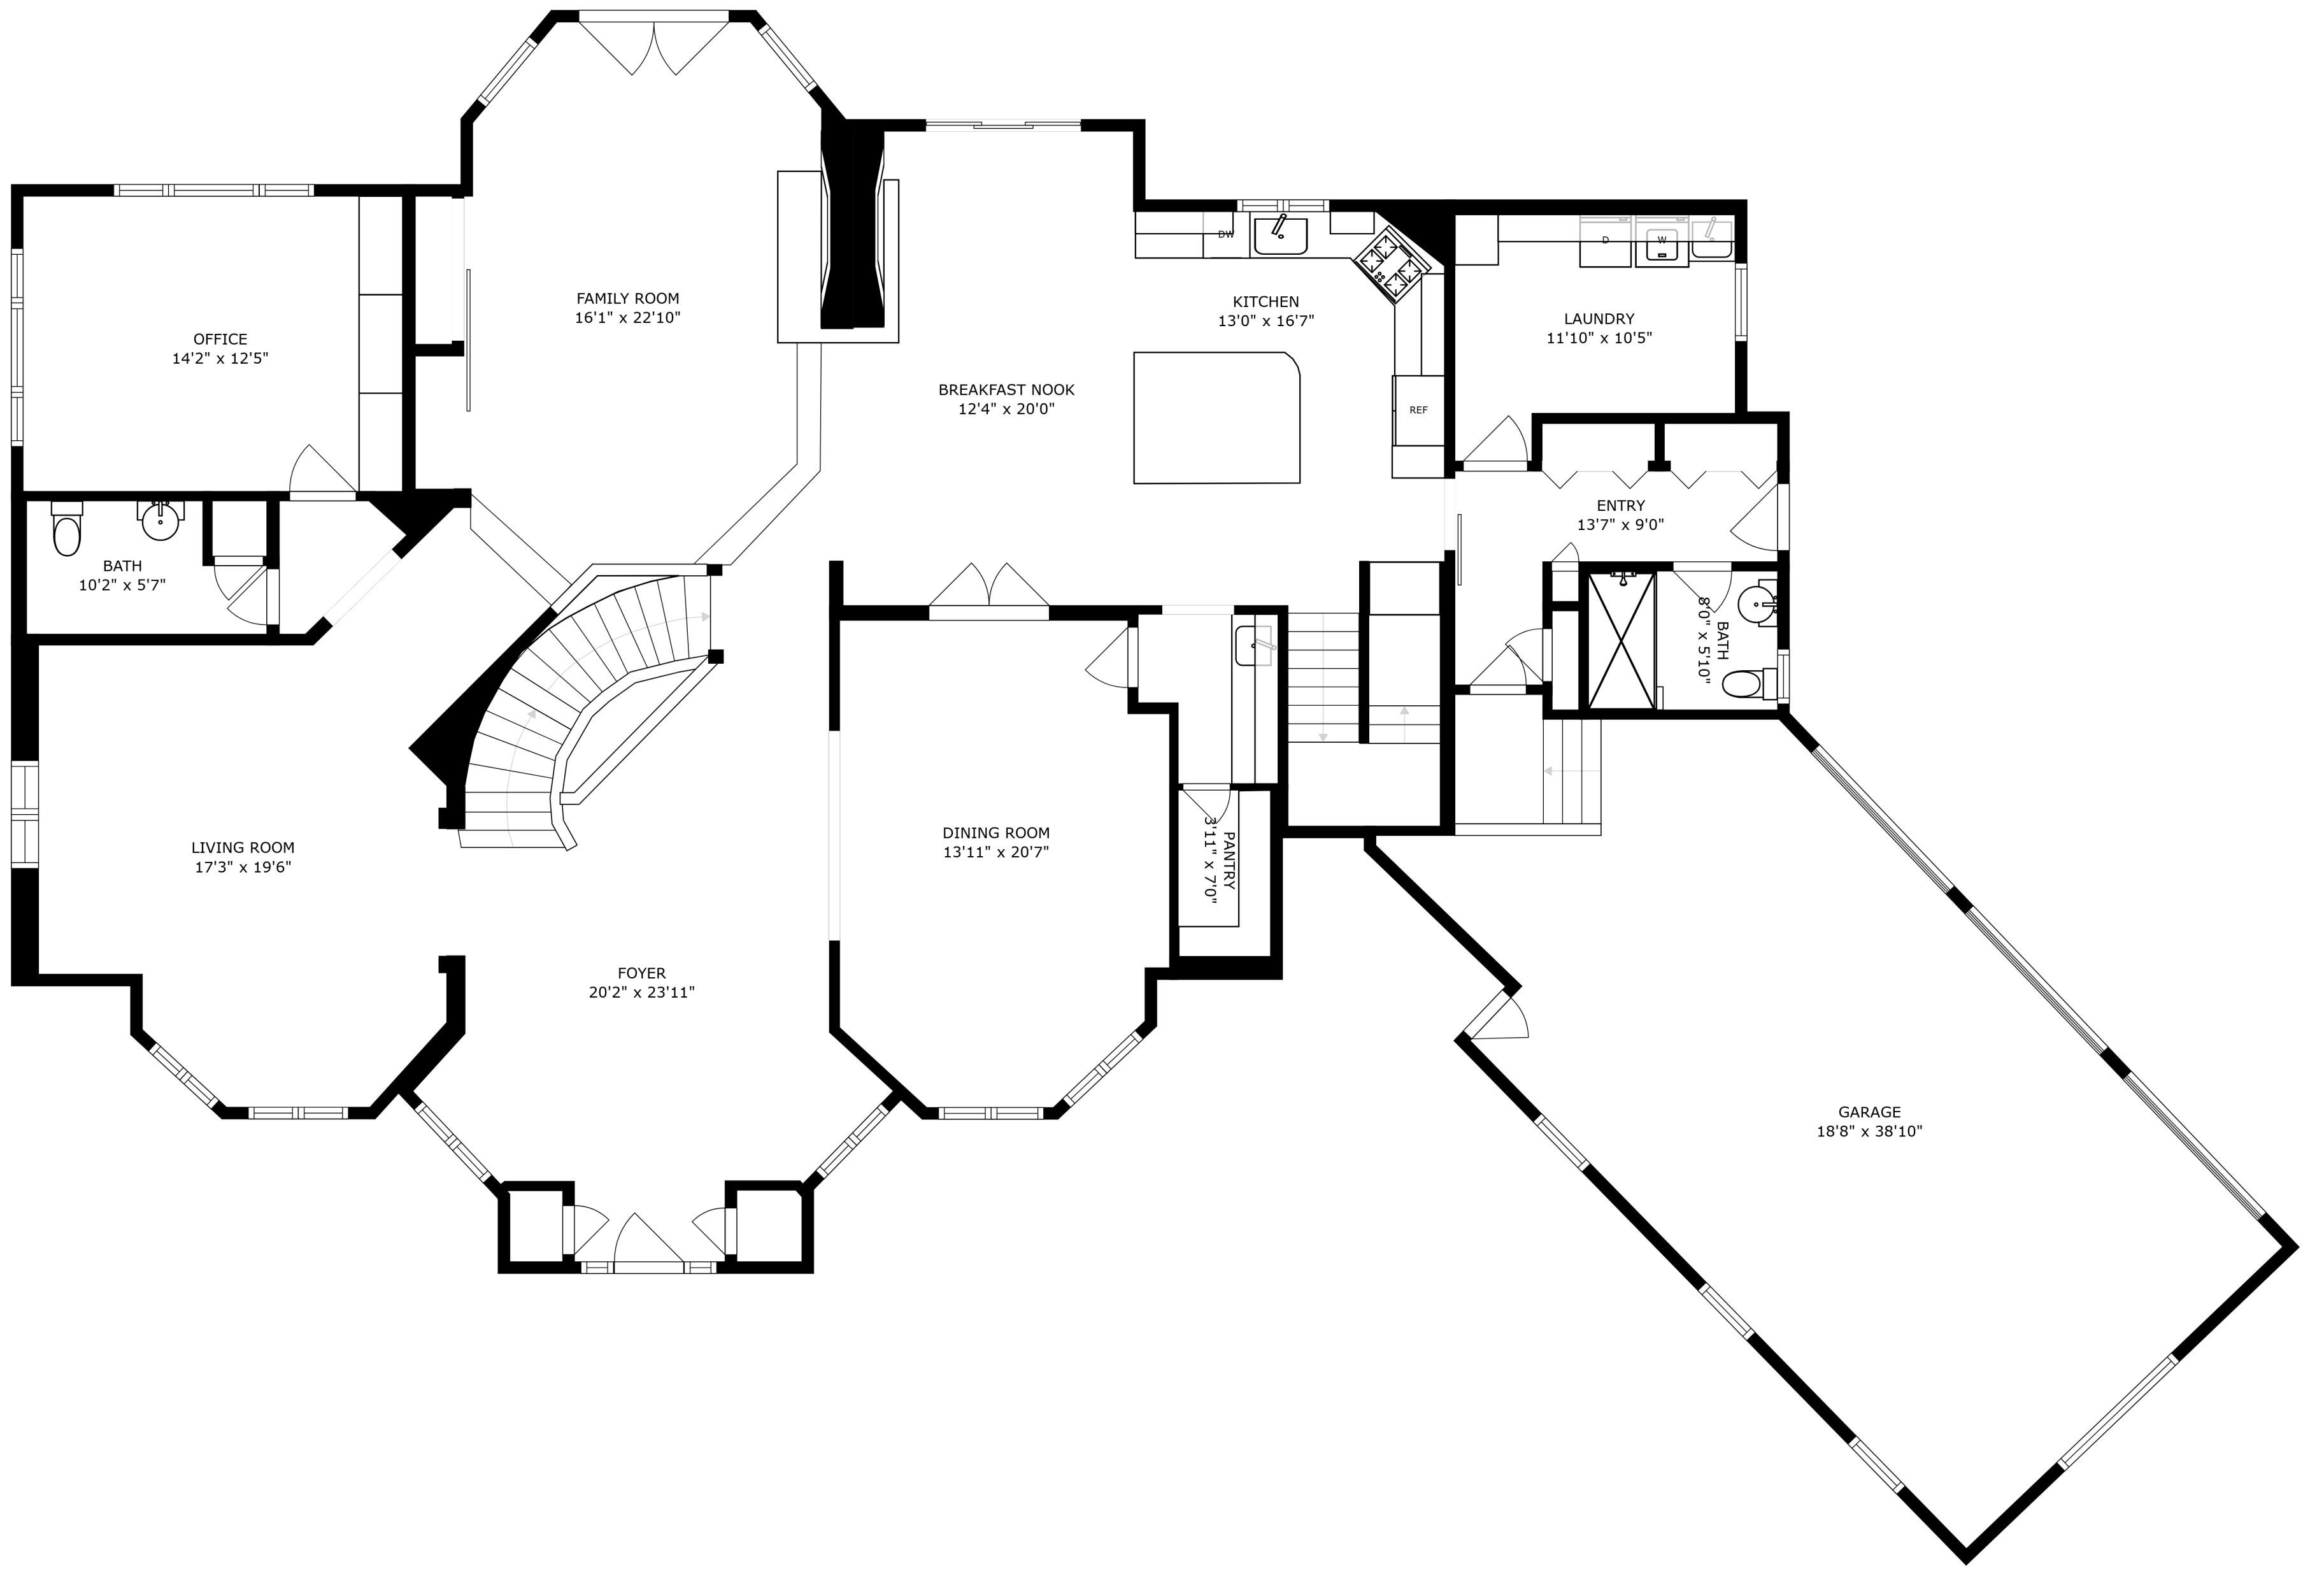 FAMILY ROOM
16'1" x 22'10"
OFFICE
14'2" x 12'5"
BREAKFAST NOOK
12'4" x 20'0"
KITCHEN
13'0" x 16'7"
DW
REF
LAUNDRY
11'10" x 10'5"
D
W
ENTRY
13'7" x 9'0"
BATH
10'2" x 5'7"
BATH
8'0" x 5'10"
LIVING ROOM
17'3" x 19'6"
FOYER
20'2" x 23'11"
DINING ROOM
13'11" x 20'7"
PANTRY
3'11" x 7'0"
GARAGE
18'8" x 38'10"